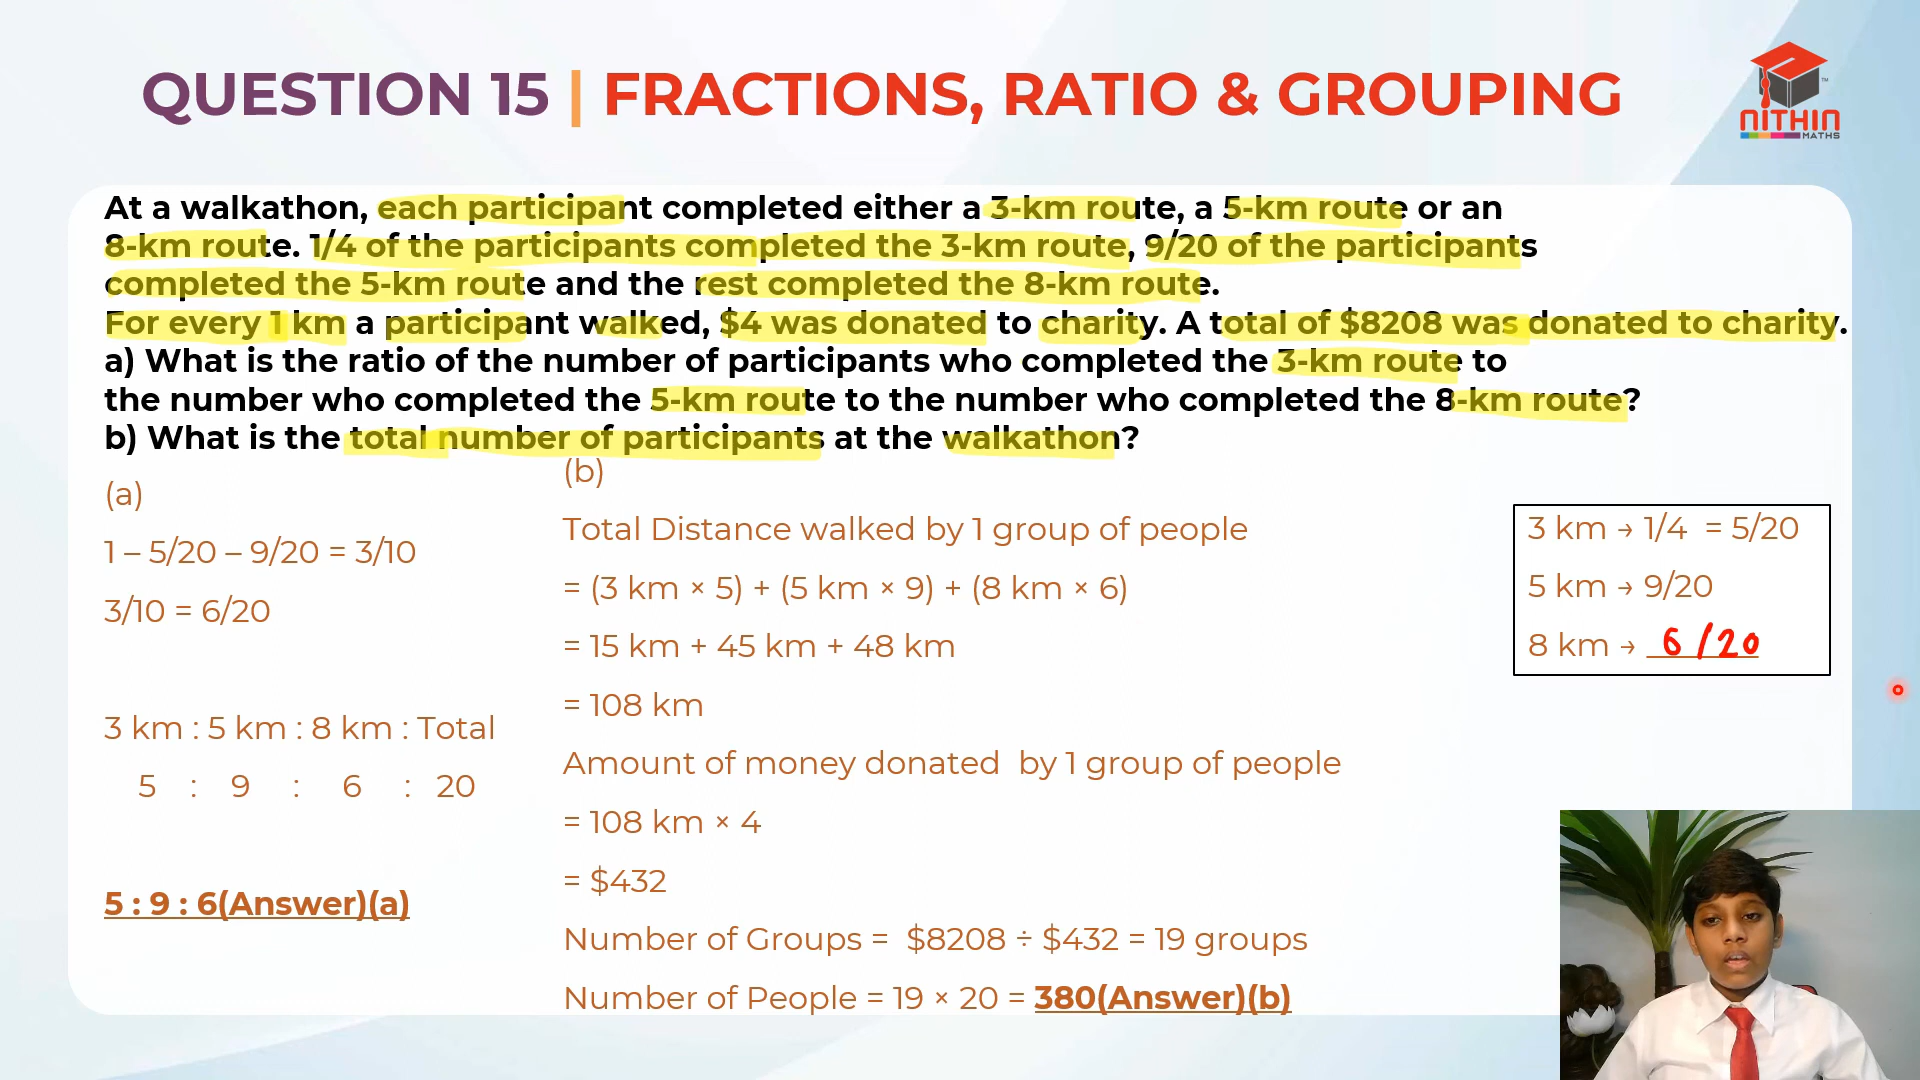 QUESTION 15 | FRACTIONS, RATIO & GROUPING
NITHIN
MATHS
TM
At a walkathon, each participant completed either a 3-km route, a 5-km route or an
8-km route. 1/4 of the participants completed the 3-km route, 9/20 of the participants
completed the 5-km route and the rest completed the 8-km route.
For every 1 km a participant walked, $4 was donated to charity. A total of $8208 was donated to charity.
a) What is the ratio of the number of participants who completed the 3-km route to
the number who completed the 5-km route to the number who completed the 8-km route?
b) What is the total number of participants at the walkathon?
(a)
1 – 5/20 – 9/20 = 3/10
3/10 = 6/20
3 km : 5 km : 8 km : Total
5 : 9 : 6 : 20
5 : 9 : 6(Answer)(a)
(b)
Total Distance walked by 1 group of people
= (3 km × 5) + (5 km × 9) + (8 km × 6)
= 15 km + 45 km + 48 km
= 108 km
Amount of money donated by 1 group of people
= 108 km × 4
= $432
Number of Groups = $8208 ÷ $432 = 19 groups
Number of People = 19 × 20 = 380(Answer)(b)
3 km → 1/4 = 5/20
5 km → 9/20
8 km → 6/20